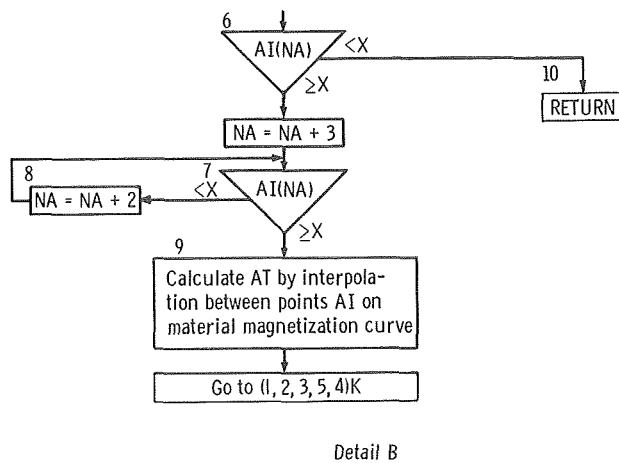 6
AI(NA)
<X
10
≥X
RETURN
NA = NA + 3
8
7
<X
AI(NA)
NA = NA + 2
≥X
9
Calculate AT by interpola-
tion between points AI on
material magnetization curve
Go to (1, 2, 3, 5, 4)K
Detail B